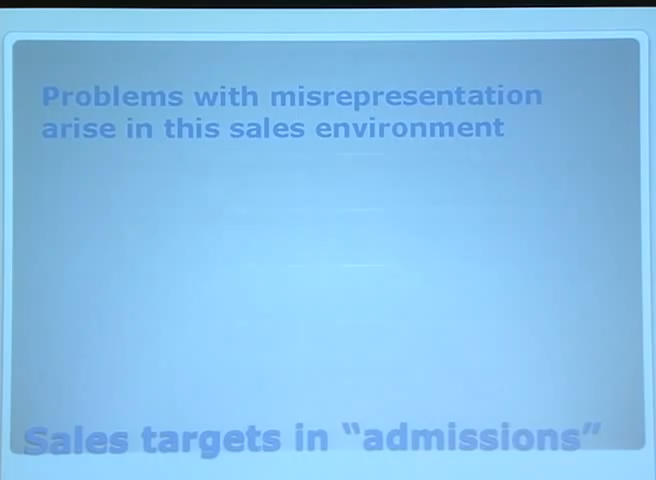 Problems with misrepresentation
arise in this sales environment
Sales targets in “admissions”